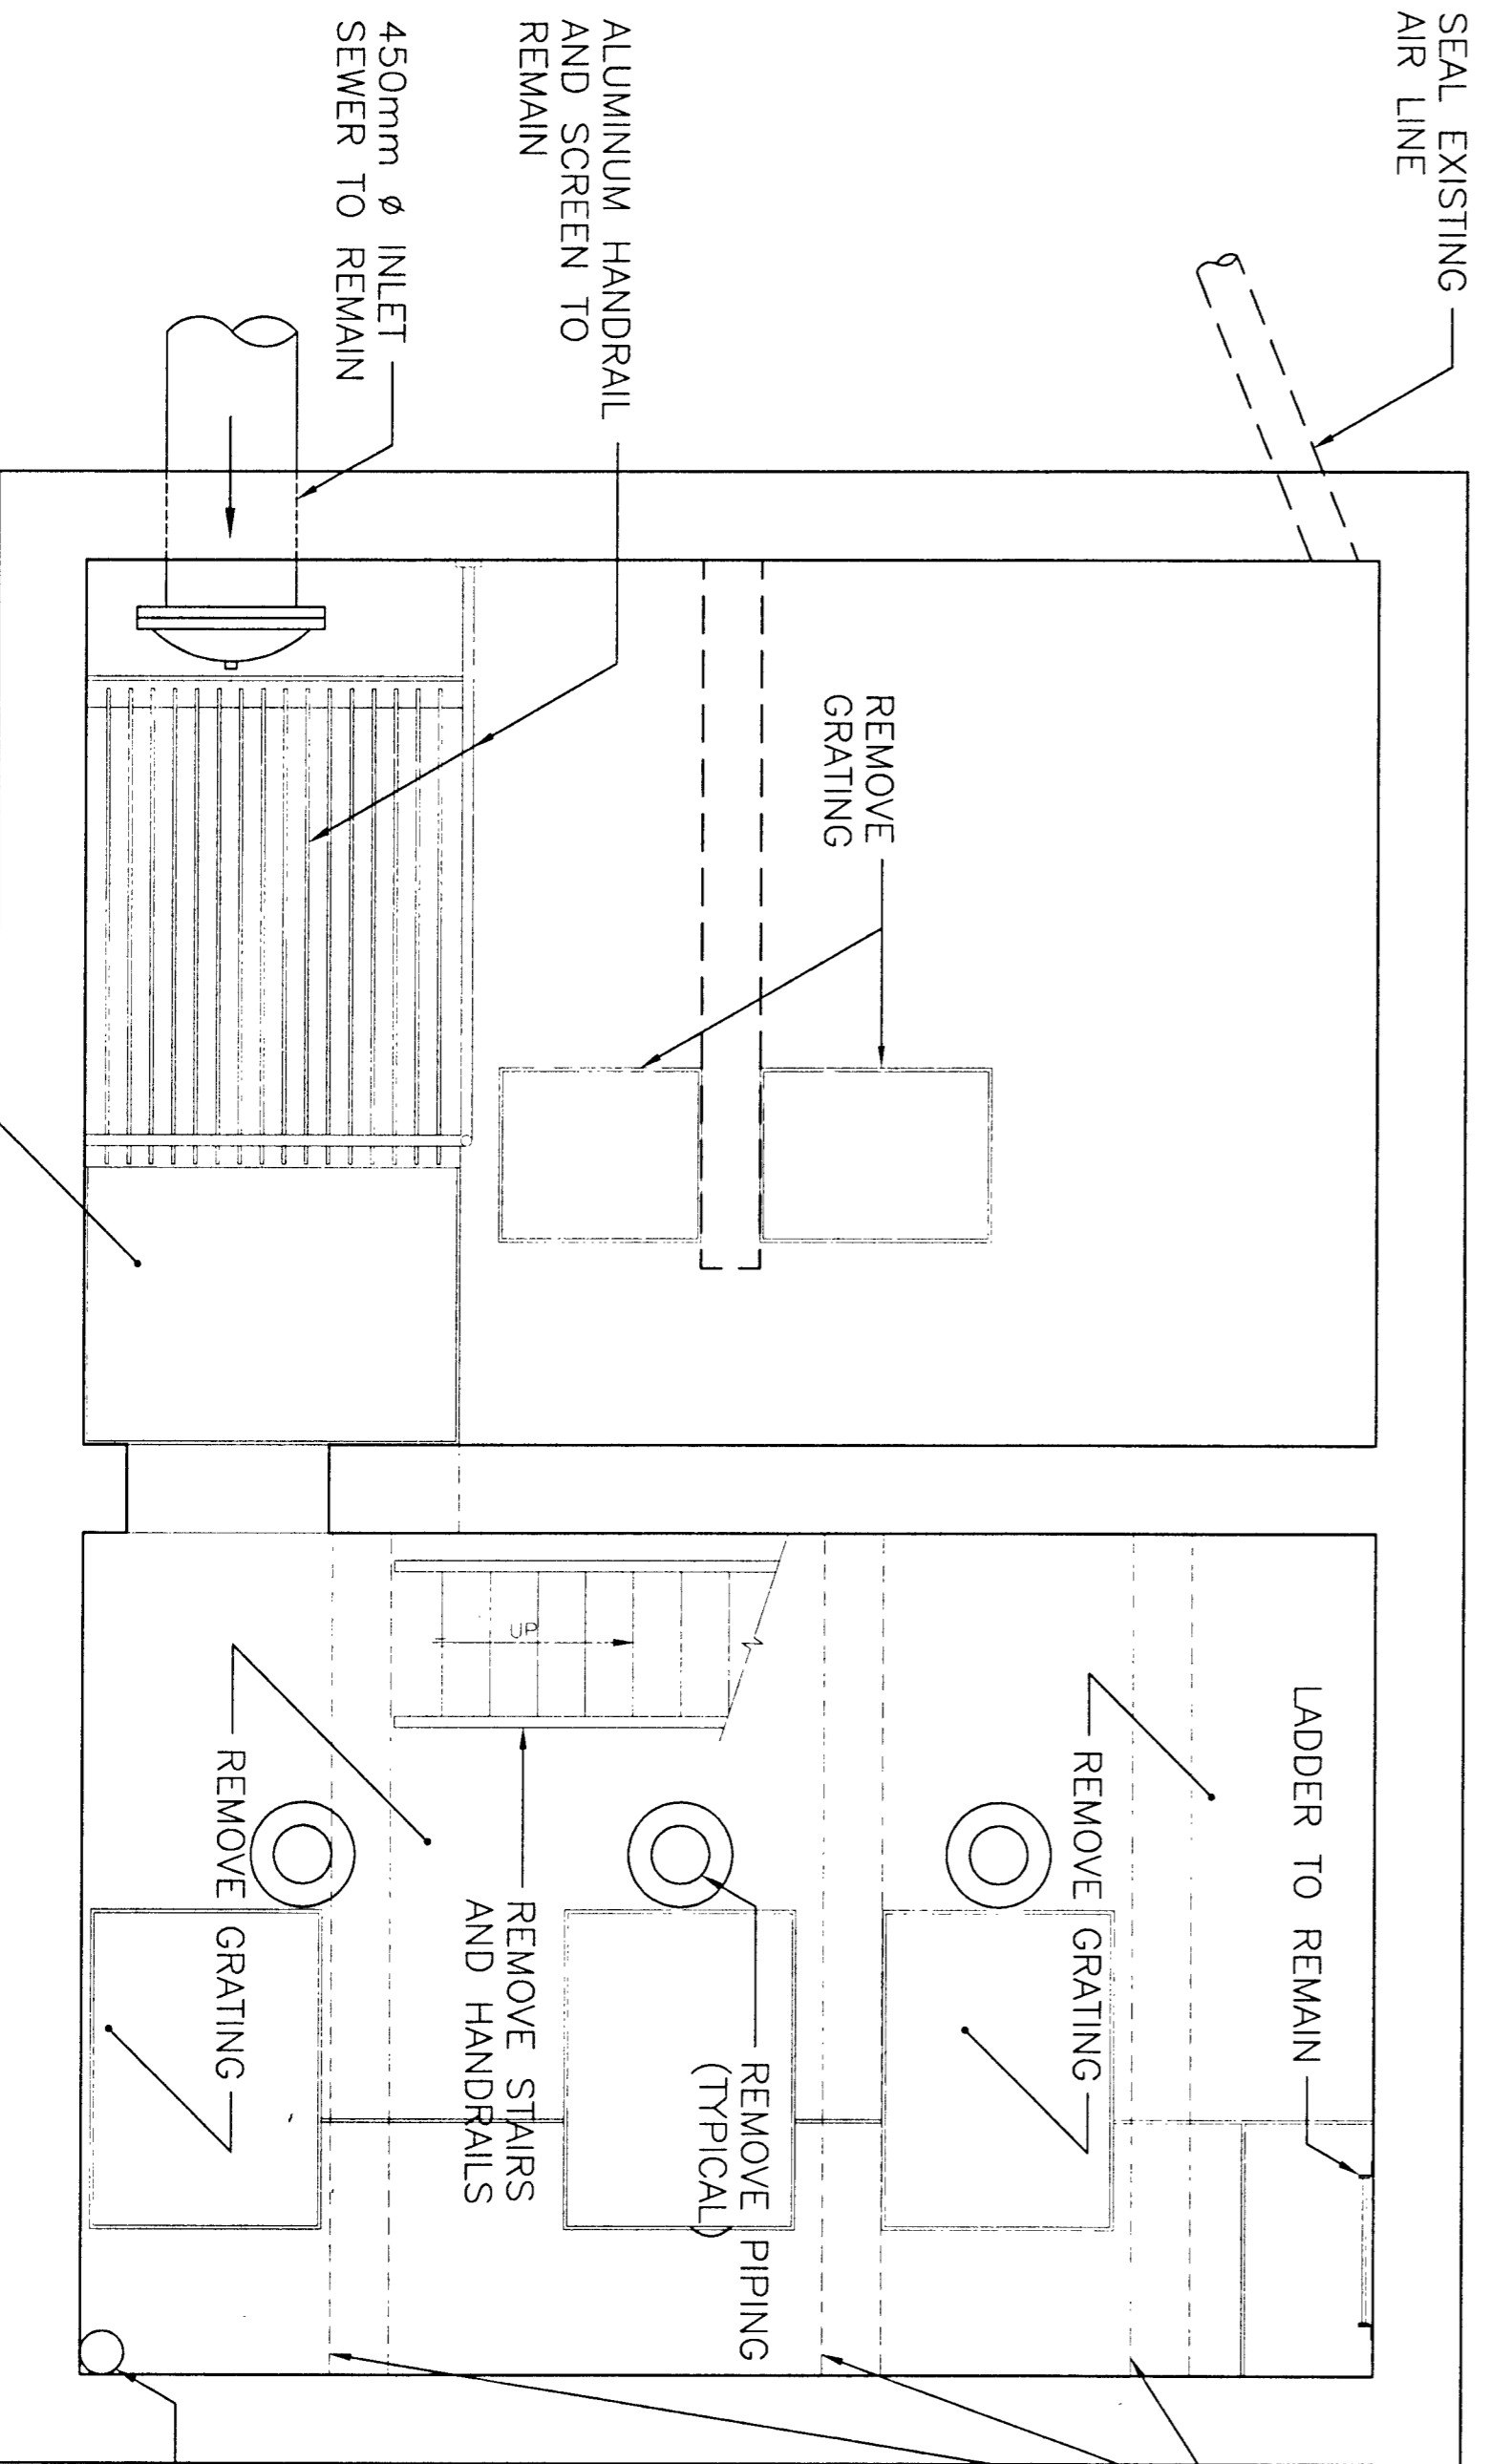 SEAL EXISTING
AIR LINE
ALUMINUM HANDRAIL
AND SCREEN TO
REMAIN
450mm ø INLET
SEWER TO REMAIN
REMOVE
GRATING
LADDER TO REMAIN
REMOVE GRATING
REMOVE PIPING
(TYPICAL)
UP
REMOVE STAIRS
AND HANDRAILS
REMOVE GRATING